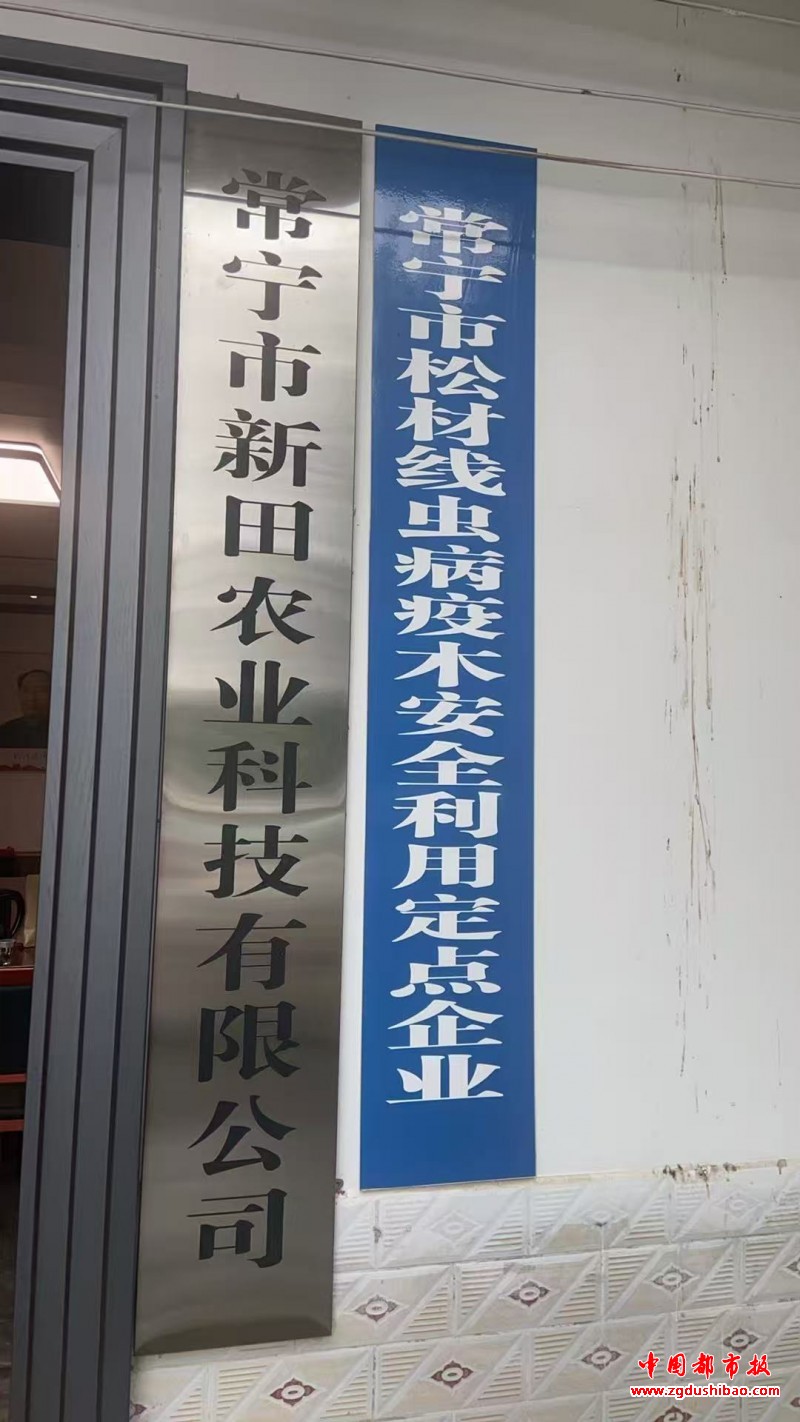 常宁市新田农业科技有限公司
常宁市松材线虫病疫木安全利用定点企业
中国都市报
www.zgdushibao.com